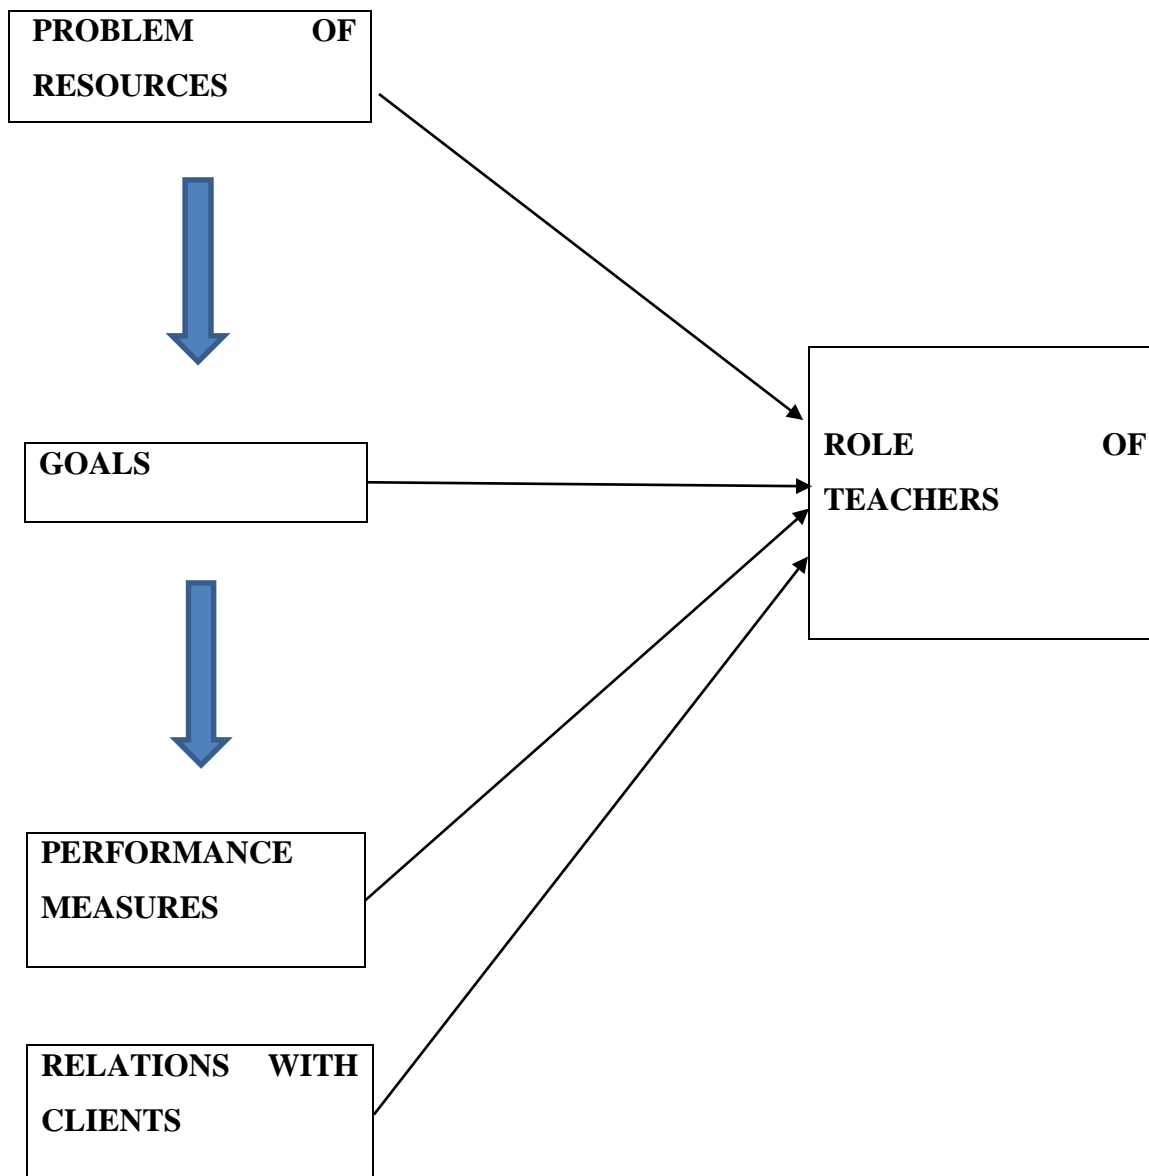 PROBLEM OF
RESOURCES
GOALS
ROLE OF
TEACHERS
PERFORMANCE
MEASURES
RELATIONS WITH
CLIENTS